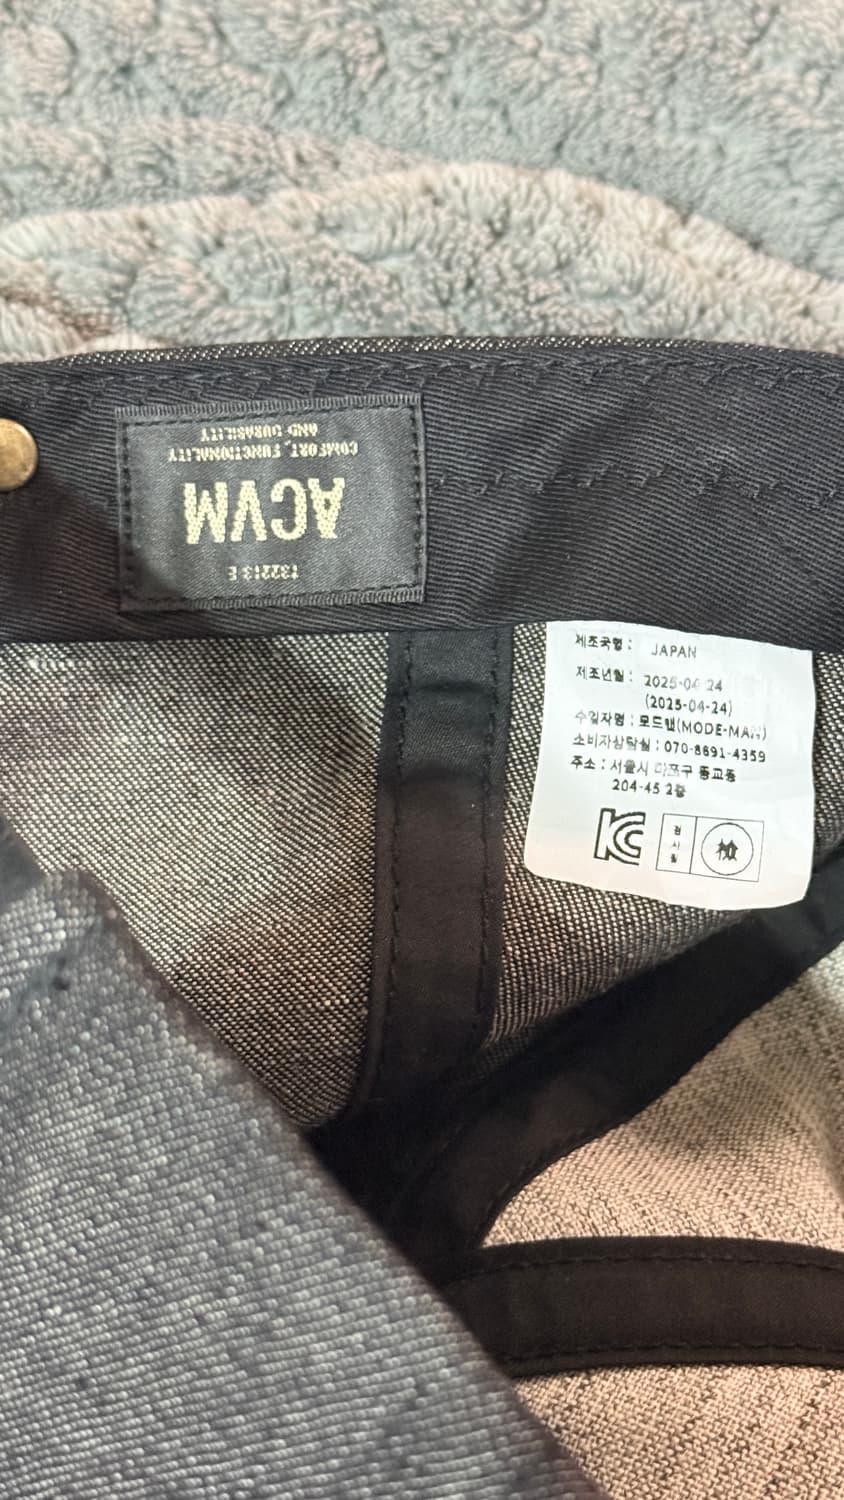 COMFORT, FUNCTIONALITY
AND DURABILITY
ACVM
132213 E
제조국명 : JAPAN
제조년월 : 2025-04-24
(2025-04-24)
수입자명 : 모드맨(MODE-MAN)
소비자상담실 : 070-8691-4359
주소 : 서울시 마포구 동교동
204-45 2층
KC
검
사
필
検